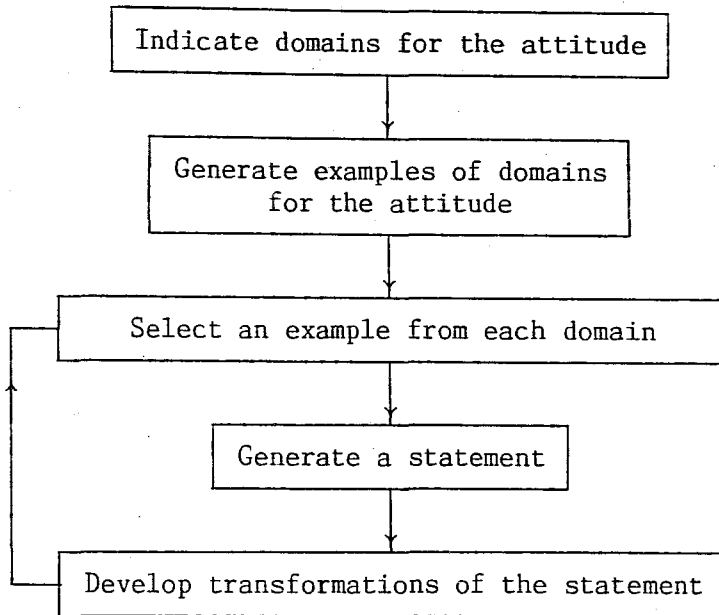 Indicate domains for the attitude
Generate examples of domains
for the attitude
Select an example from each domain
Generate a statement
Develop transformations of the statement